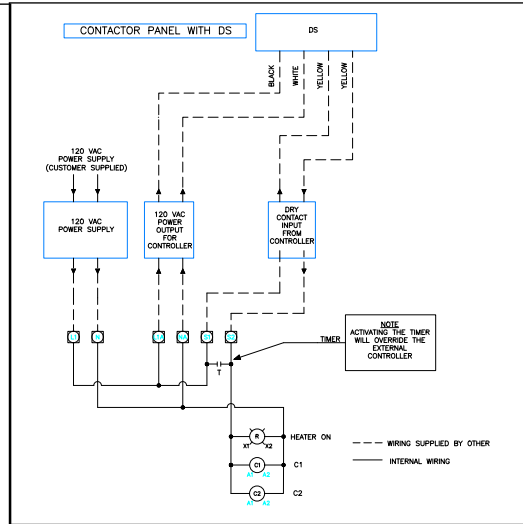 CONTACTOR PANEL WITH DS
DS
BLACK
WHITE
YELLOW
YELLOW
120 VAC
POWER SUPPLY
(CUSTOMER SUPPLIED)
120 VAC
POWER SUPPLY
120 VAC
POWER
OUTPUT
FOR
CONTROLLER
DRY
CONTACT
INPUT
FROM
CONTROLLER
L1
TIMER
T
NOTE
ACTIVATING THE TIMER
WILL OVERRIDE THE
EXTERNAL
CONTROLLER
R
X1 X2
HEATER ON
C1
A1 A2
C1
C2
A1 A2
C2
WIRING SUPPLIED BY OTHER
INTERNAL WIRING